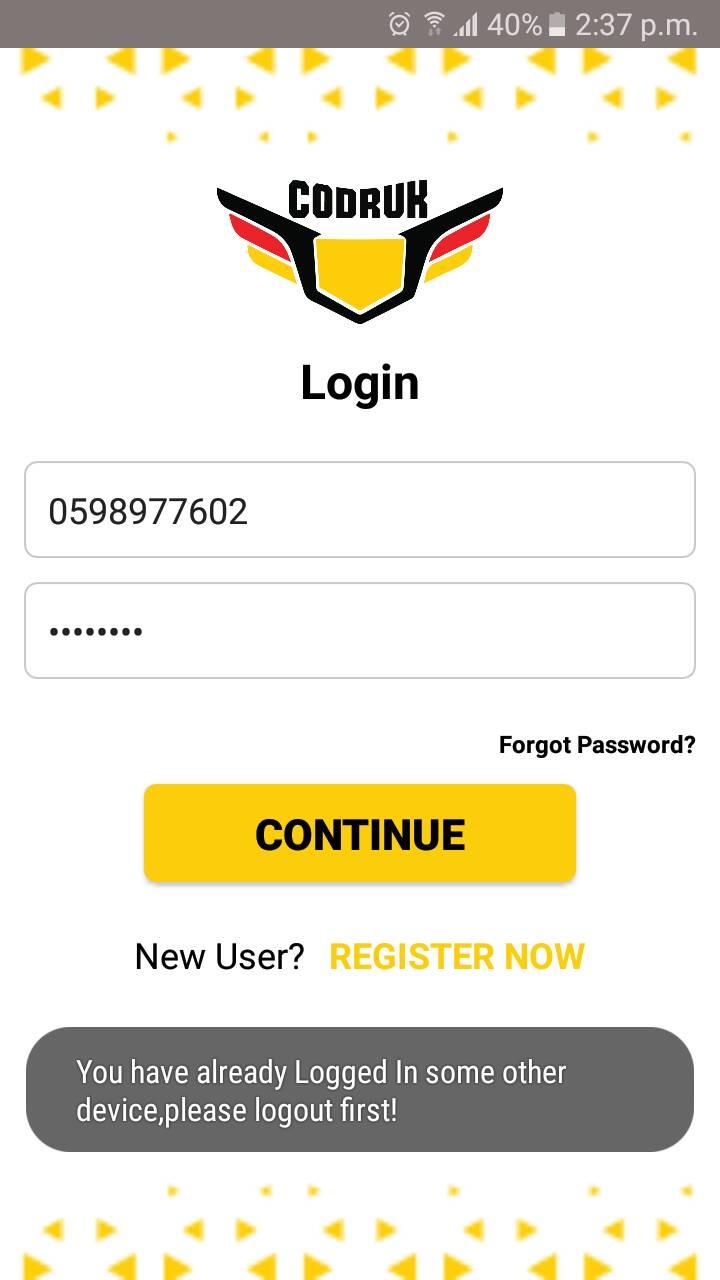 40% 2:37 p.m.
CODRUK
Login
0598977602
••••••••
Forgot Password?
CONTINUE
New User? REGISTER NOW
You have already Logged In some other
device,please logout first!